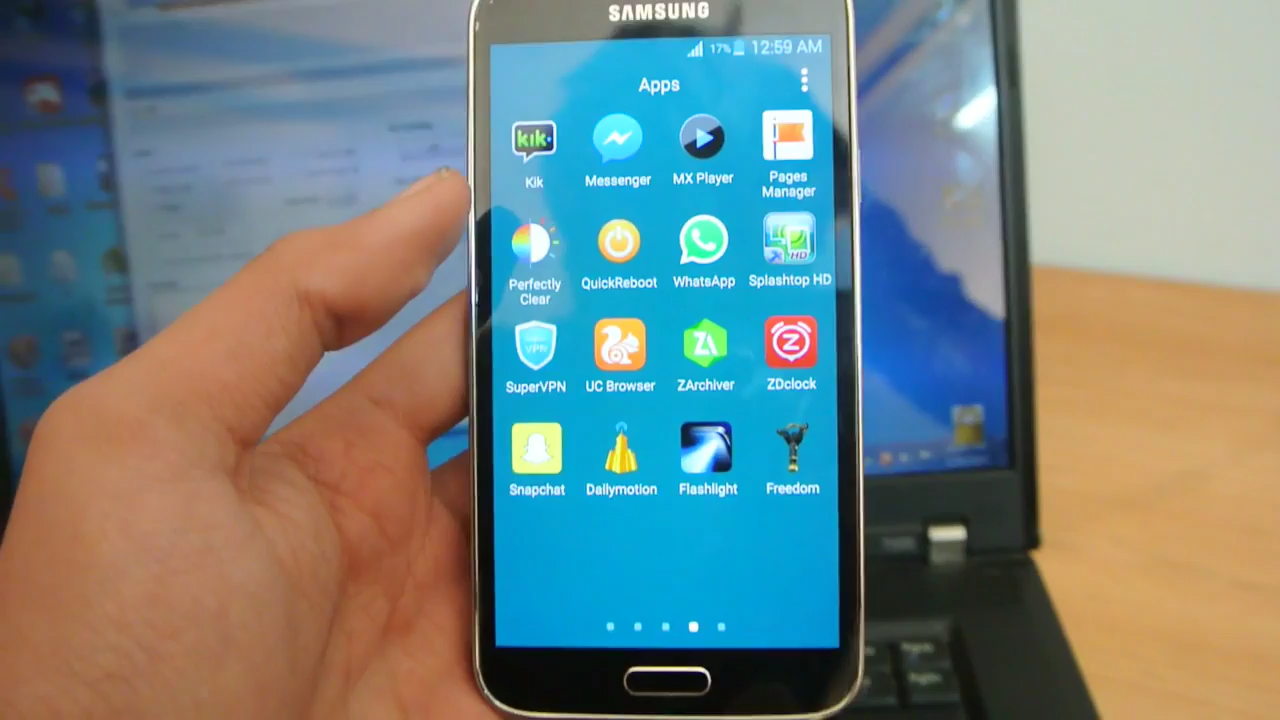 SAMSUNG
17% 12:59 AM
Apps
kik
Kik
Messenger
MX Player
Pages
Manager
HD
Perfectly
Clear
QuickReboot
WhatsApp
Splashtop HD
VPN
ZA
Z
SuperVPN
UC Browser
ZArchiver
ZDclock
Snapchat
Dailymotion
Flashlight
Freedom